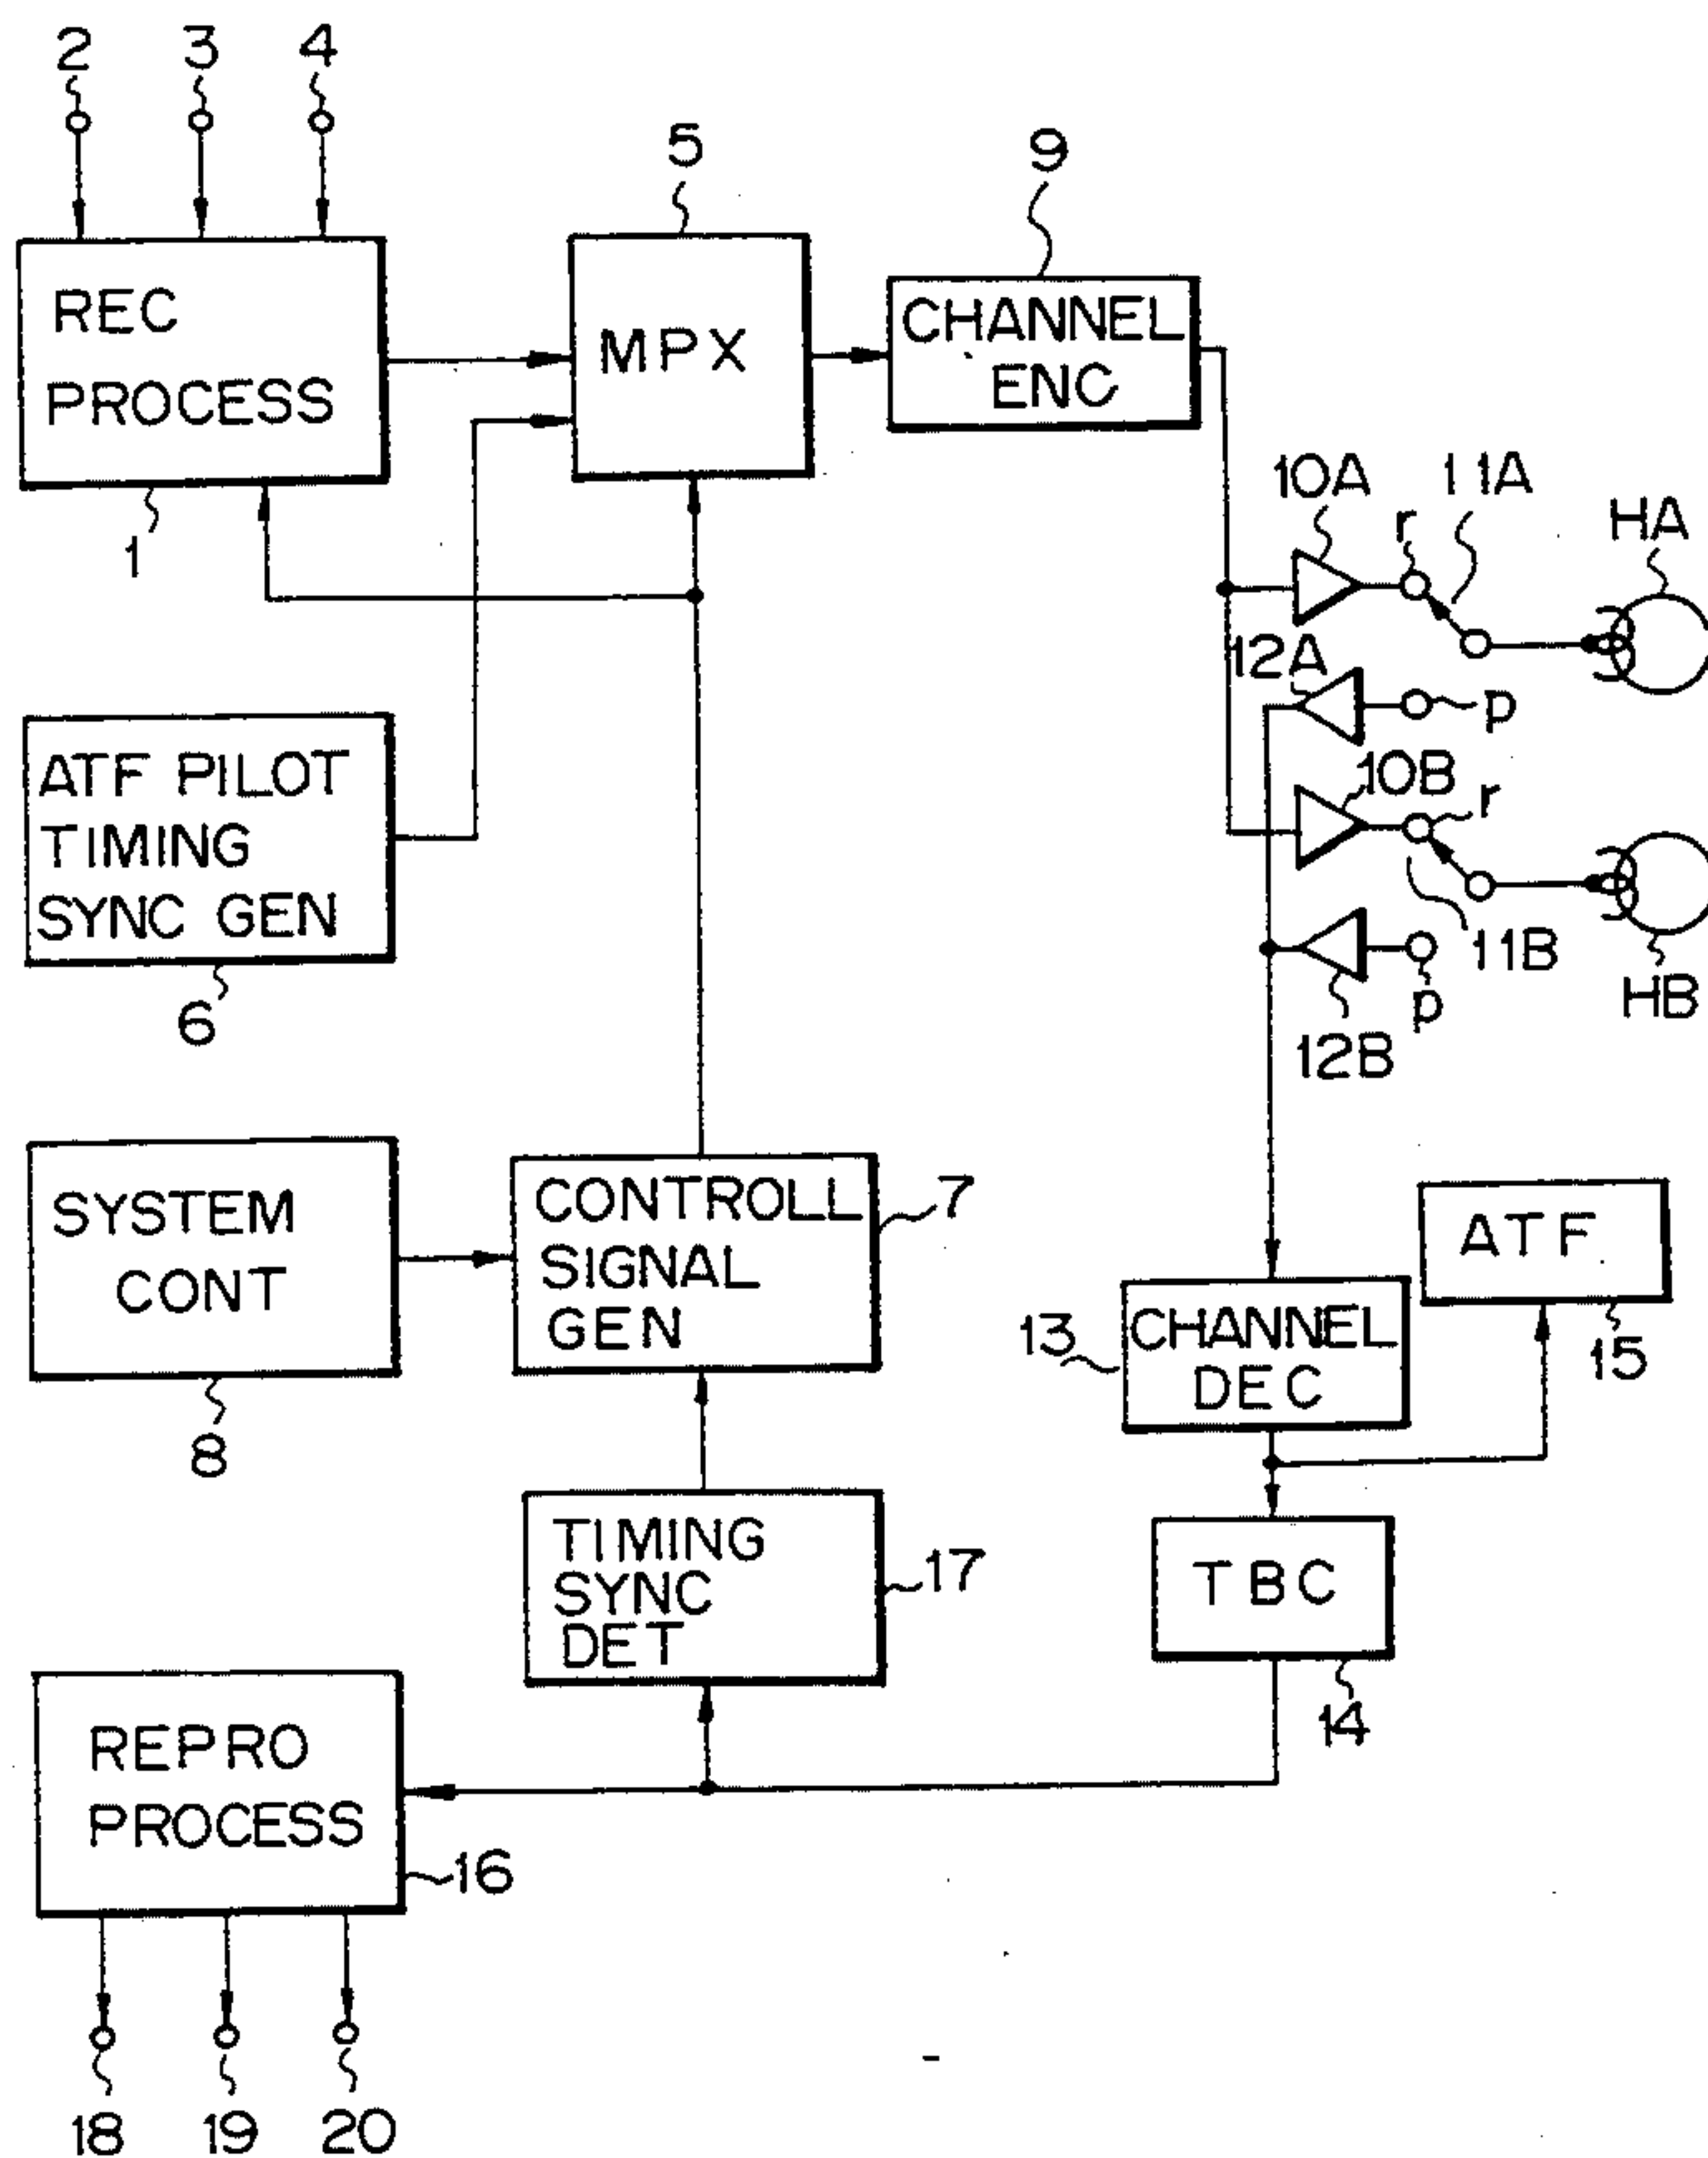 2 3 4
5
9
REC
PROCESS
1
MPX
CHANNEL
ENC
10A
r
11A
HA
12A
p
10B
r
11B
HB
p
12B
ATF PILOT
TIMING
SYNC GEN
6
SYSTEM
CONT
8
CONTROLL
SIGNAL
GEN
7
ATF
15
13
CHANNEL
DEC
TIMING
SYNC
DET
17
TBC
14
REPRO
PROCESS
16
18 19 20